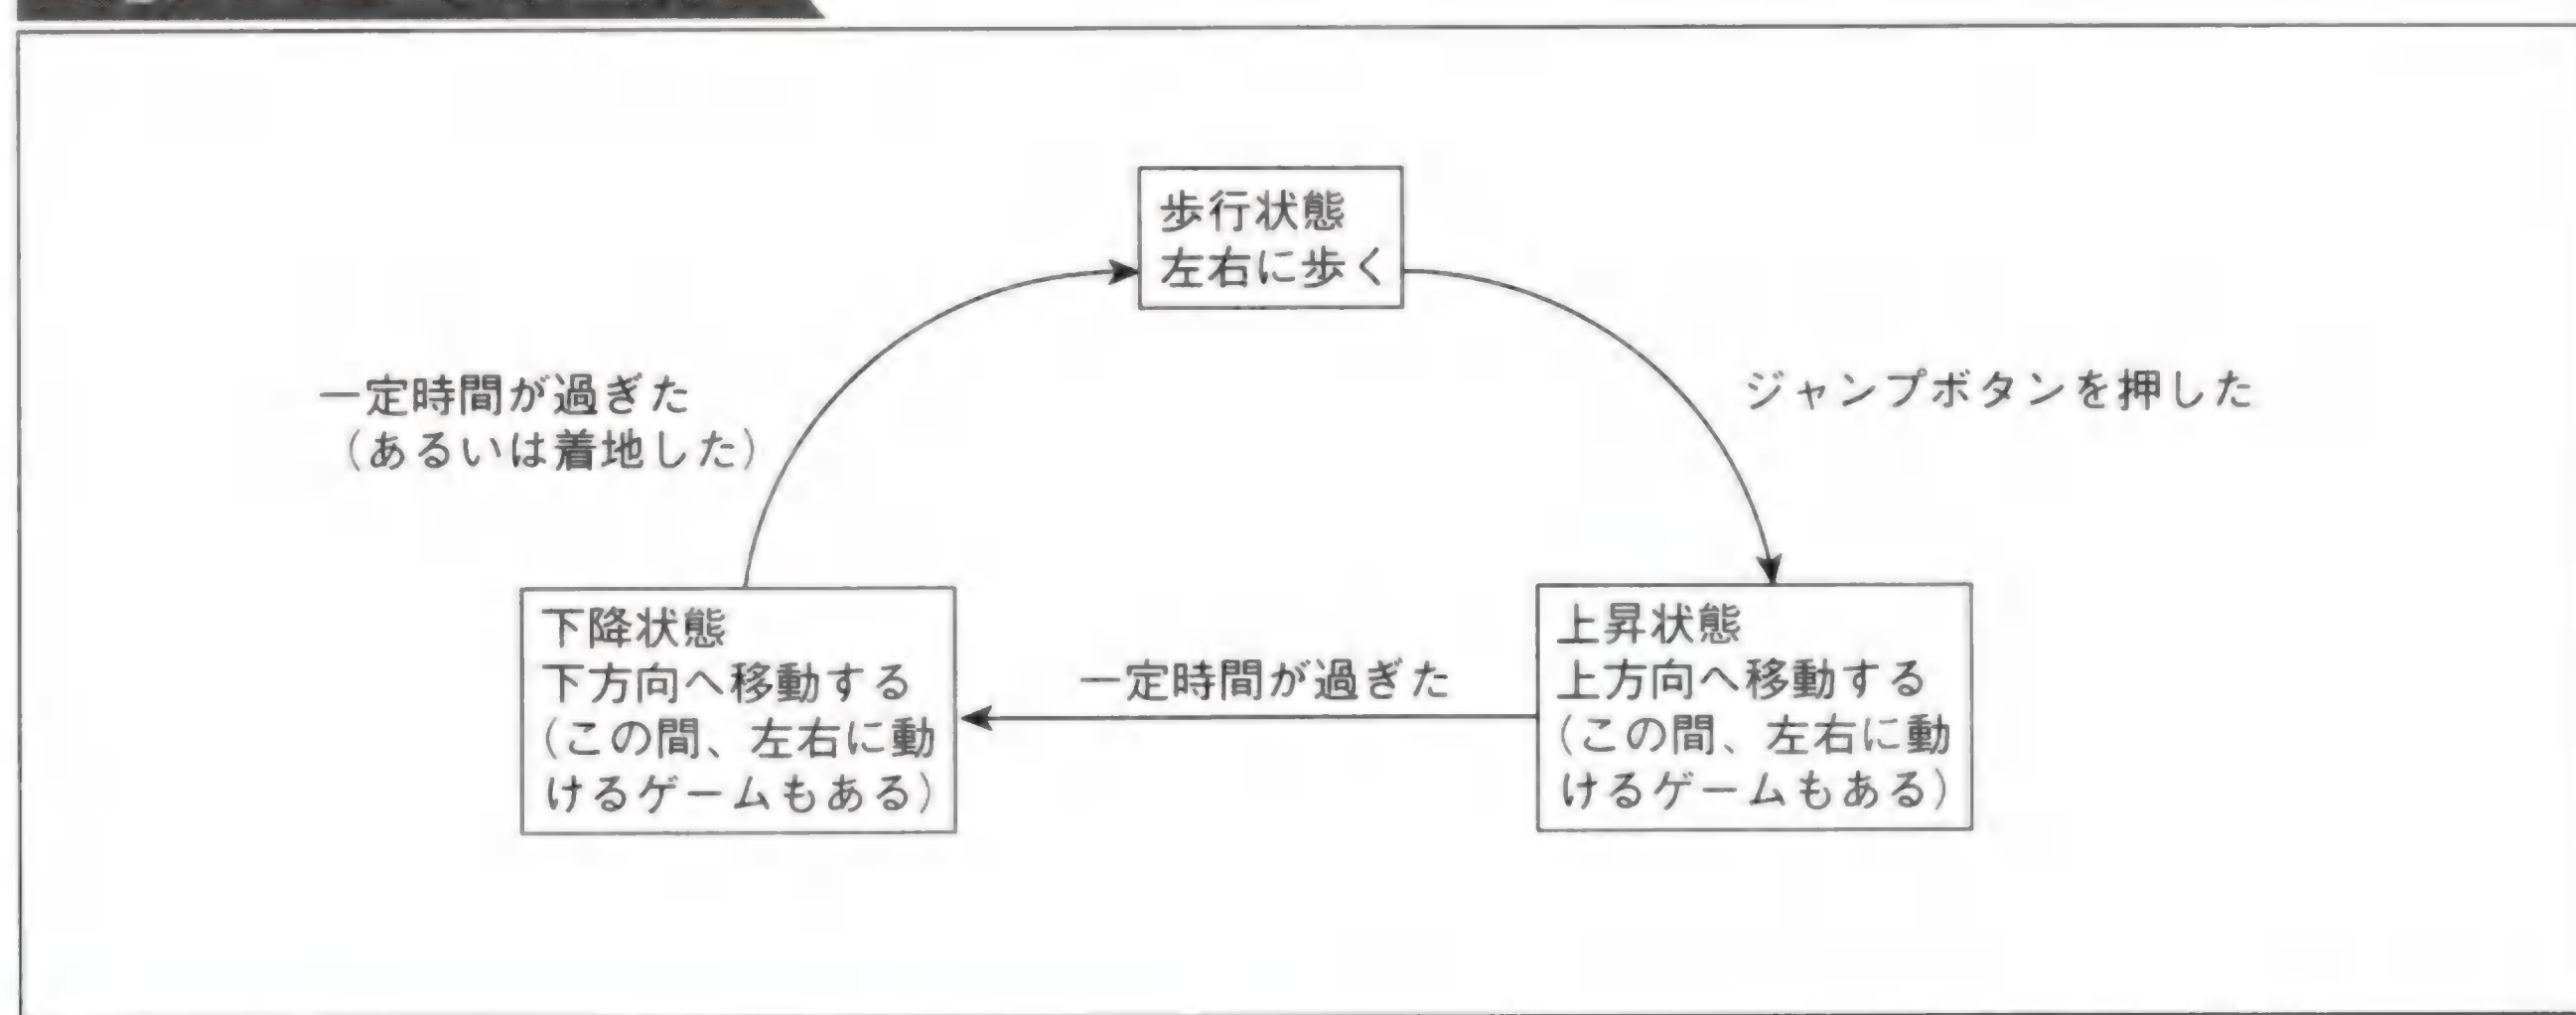 歩行状態
左右に歩く
一定時間が過ぎた
（あるいは着地した）
ジャンプボタンを押した
下降状態
下方向へ移動する
（この間、左右に動
けるゲームもある）
一定時間が過ぎた
上昇状態
上方向へ移動する
（この間、左右に動
けるゲームもある）